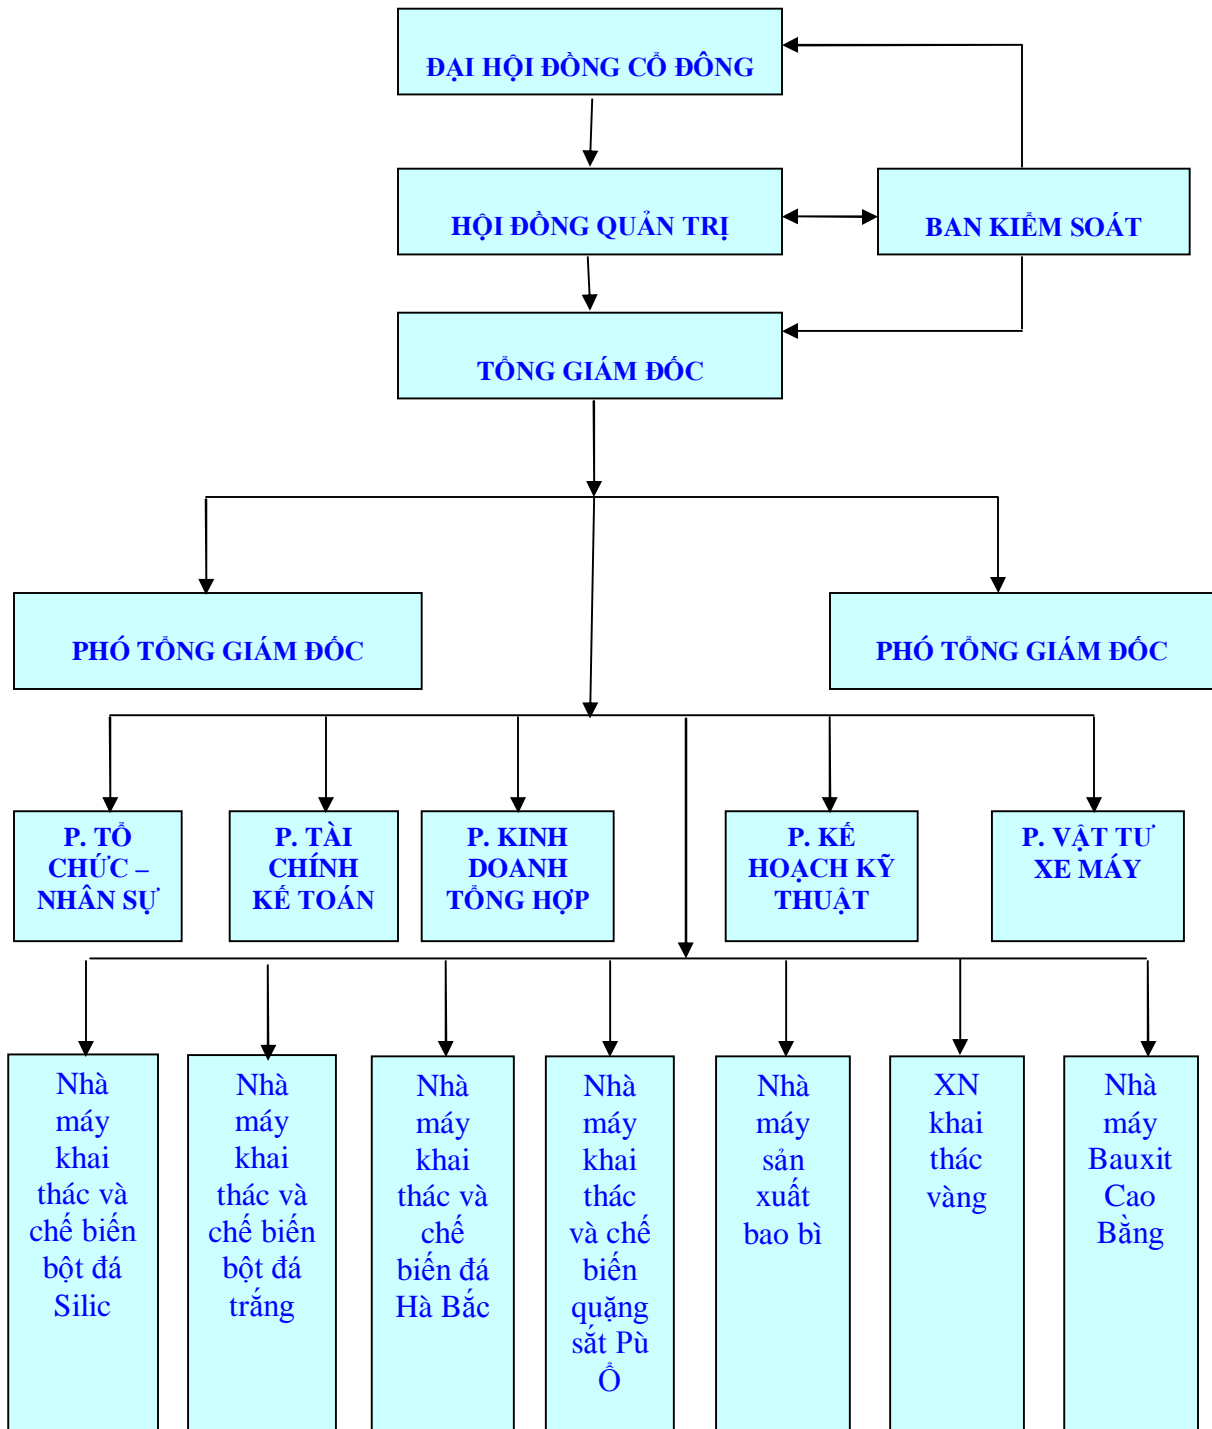 ĐẠI HỘI ĐỒNG CỔ ĐÔNG
HỘI ĐỒNG QUẢN TRỊ
BAN KIỂM SOÁT
TỔNG GIÁM ĐỐC
PHÓ TỔNG GIÁM ĐỐC
PHÓ TỔNG GIÁM ĐỐC
P. TỔ
CHỨC –
NHÂN SỰ
P. TÀI
CHÍNH
KẾ TOÁN
P. KINH
DOANH
TỔNG HỢP
P. KẾ
HOẠCH KỸ
THUẬT
P. VẬT TƯ
XE MÁY
Nhà
máy
khai
thác và
chế biến
bột đá
Silic
Nhà
máy
khai
thác và
chế biến
bột đá
trắng
Nhà
máy
khai
thác và
chế
biến đá
Hà Bắc
Nhà
máy
khai
thác
và chế
biến
quặng
sắt Pù
Ổ
Nhà
máy
sản
xuất
bao bì
XN
khai
thác
vàng
Nhà
máy
Bauxit
Cao
Bằng